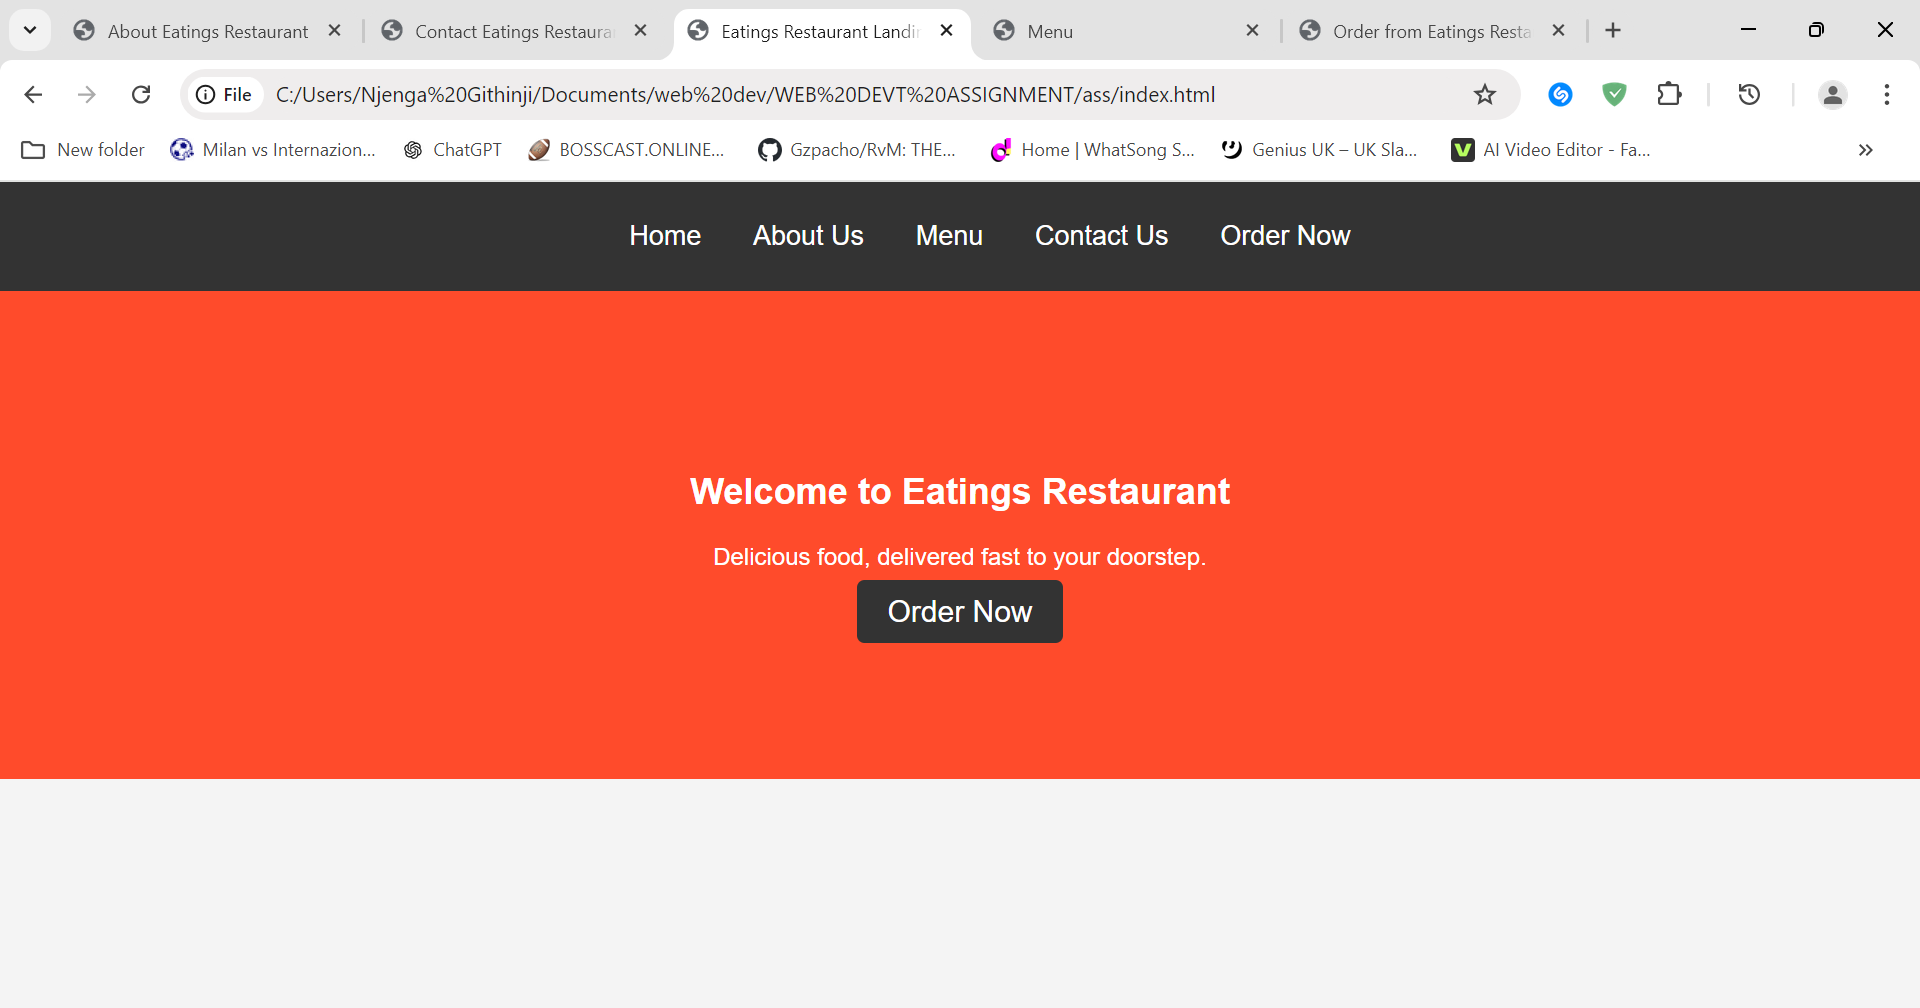 About Eatings Restaurant
Contact Eatings Restaura
Eatings Restaurant Landi
Menu
Order from Eatings Resta
File
C:/Users/Njenga%20Githinji/Documents/web%20dev/WEB%20DEVT%20ASSIGNMENT/ass/index.html
New folder
Milan vs Internazion...
ChatGPT
BOSSCAST.ONLINE...
Gzpacho/RvM: THE...
Home | WhatSong S...
Genius UK – UK Sla...
AI Video Editor - Fa...
Home
About Us
Menu
Contact Us
Order Now
Welcome to Eatings Restaurant
Delicious food, delivered fast to your doorstep.
Order Now